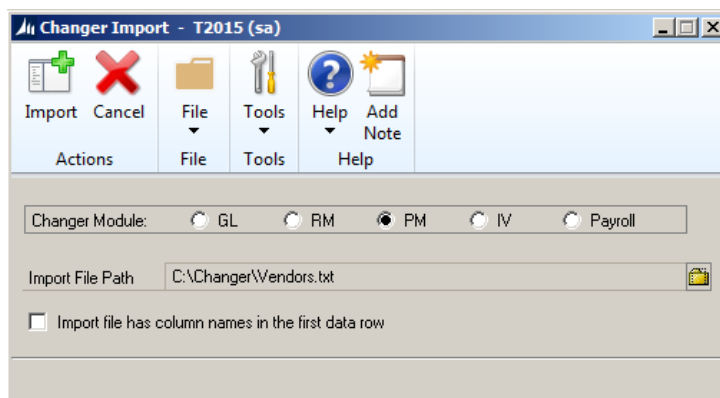 Changer Import - T2015 (sa)
Import Cancel File Tools Help Add Note
Actions File Tools Help
Changer Module: GL RM PM IV Payroll
Import File Path C:\Changer\Vendors.txt
Import file has column names in the first data row